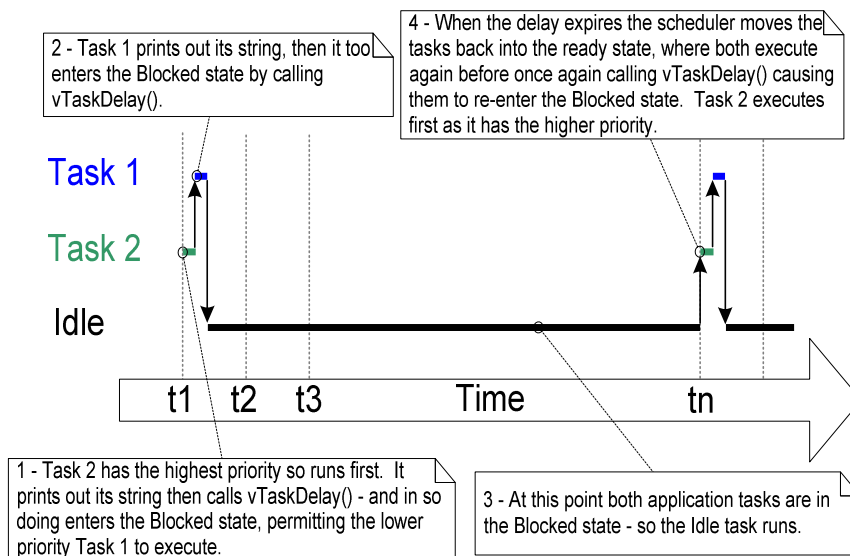 2 - Task 1 prints out its string, then it too
enters the Blocked state by calling
vTaskDelay().
4 - When the delay expires the scheduler moves the
tasks back into the ready state, where both execute
again before once again calling vTaskDelay() causing
them to re-enter the Blocked state.  Task 2 executes
first as it has the higher priority.
Task 1
Task 2
Idle
t1 t2 t3 Time tn
1 - Task 2 has the highest priority so runs first.  It
prints out its string then calls vTaskDelay() - and in so
doing enters the Blocked state, permitting the lower
priority Task 1 to execute.
3 - At this point both application tasks are in
the Blocked state - so the Idle task runs.